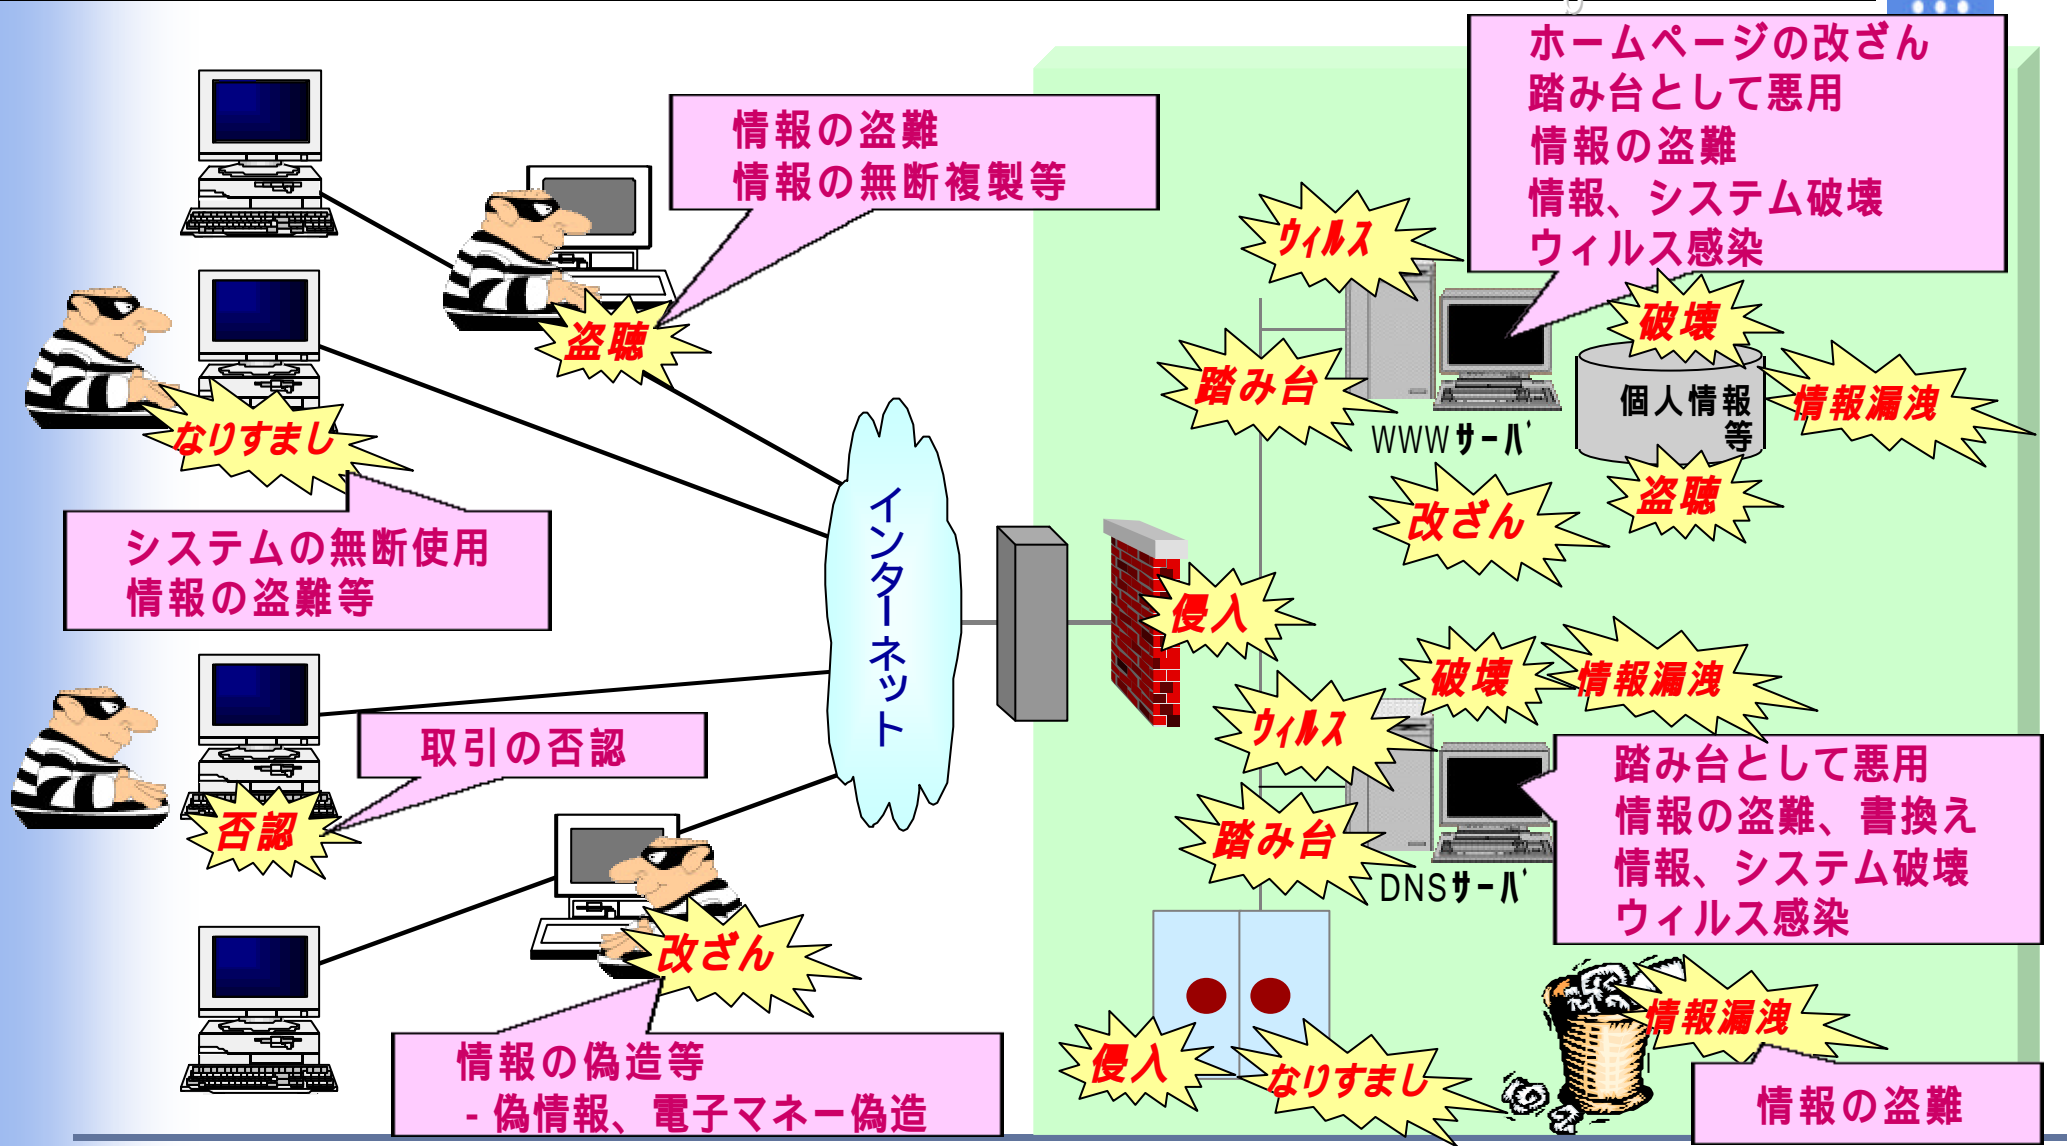 ホームページの改ざん
踏み台として悪用
情報の盗難
情報、システム破壊
ウィルス感染
情報の盗難
情報の無断複製等
盗聴
なりすまし
システムの無断使用
情報の盗難等
取引の否認
否認
改ざん
情報の偽造等
- 偽情報、電子マネー偽造
インターネット
侵入
ウィルス
踏み台
WWWサーバ
改ざん
破壊
個人情報
等
情報漏洩
盗聴
破壊
情報漏洩
ウィルス
踏み台
DNSサーバ
踏み台として悪用
情報の盗難、書換え
情報、システム破壊
ウィルス感染
侵入
なりすまし
情報漏洩
情報の盗難